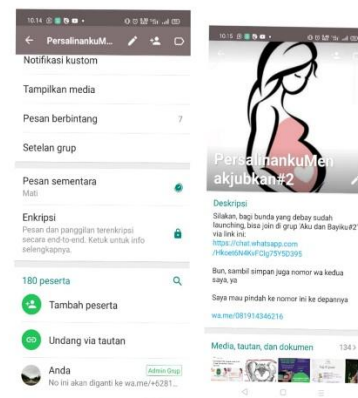 10.14
PersalinankuM...
Notifikasi kustom
Tampilkan media
Pesan berbintang 7
Setelan grup
Pesan sementara
Mati
Enkripsi
Pesan dan panggilan terenkripsi
secara end-to-end. Ketuk untuk info
selengkapnya.
180 peserta
Tambah peserta
Undang via tautan
Anda Admin Grup
No ini akan diganti ke wa.me/+6281...
10.15
PersalinankuMen
akjubkan#2
Deskripsi
Silakan, bagi bunda yang debay sudah
launching, bisa join di grup 'Aku dan Bayiku#2'
via link ini:
https://chat.whatsapp.com
/Hkoet6N4KvFCIg75Y5D395
Bun, sambil simpan juga nomor wa kedua
saya, ya
Saya mau pindah ke nomor ini ke depannya
wa.me/081914346216
Media, tautan, dan dokumen 134 >